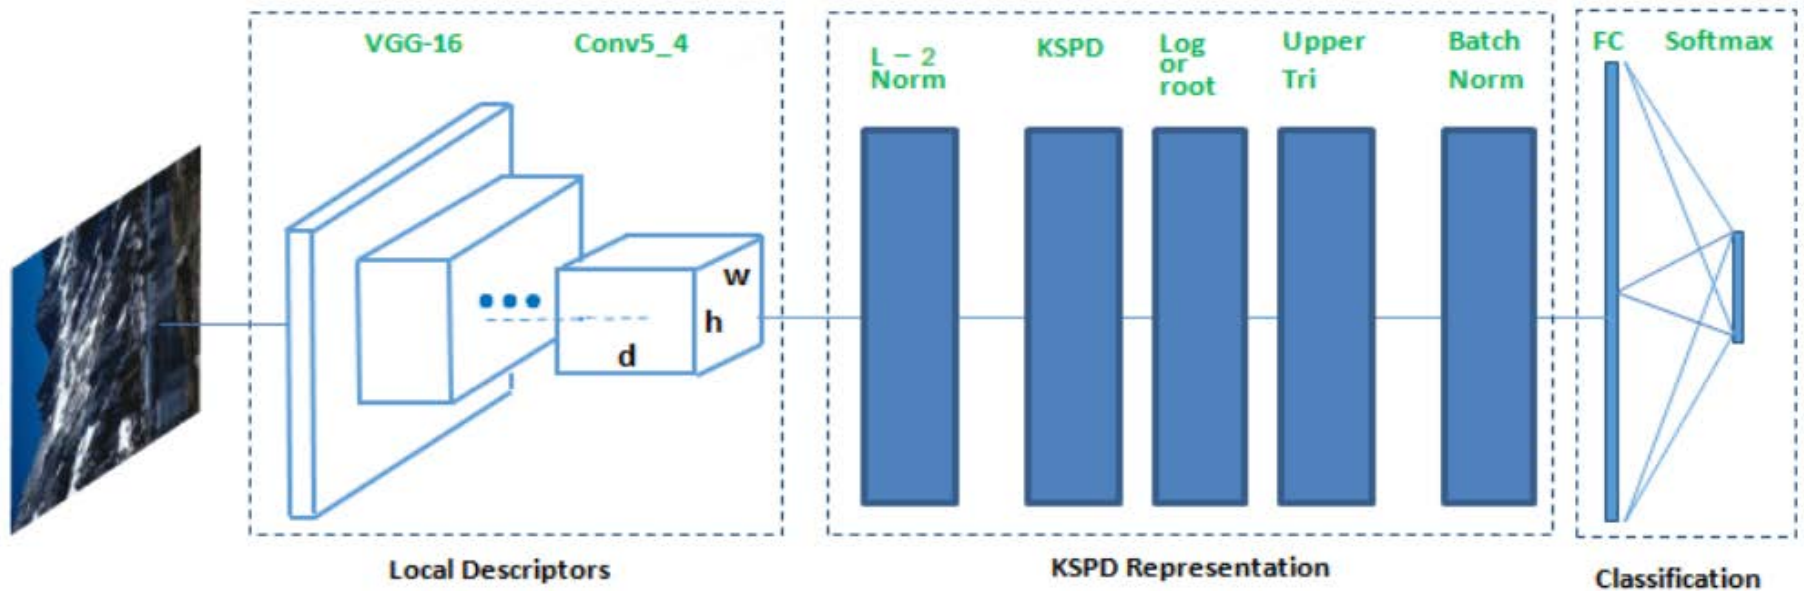 VGG-16
Conv5_4
L - 2
Norm
KSPD
Log
or
root
Upper
Tri
Batch
Norm
FC
Softmax
w
h
d
Local Descriptors
KSPD Representation
Classification